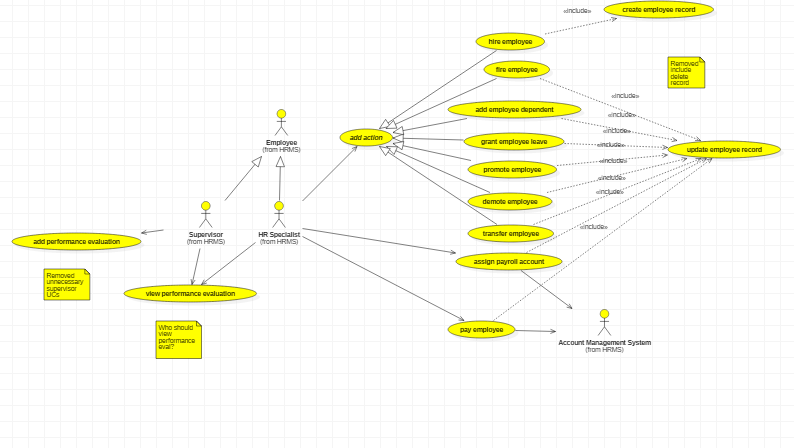 create employee record
«include»
hire employee
Removed
include
delete
record
fire employee
«include»
add employee dependent
Employee
(from HRMS)
add action
«include»
grant employee leave
«include»
update employee record
promote employee
«include»
«include»
demote employee
«include»
Supervisor
(from HRMS)
HR Specialist
(from HRMS)
transfer employee
«include»
add performance evaluation
assign payroll account
Removed
unnecessary
supervisor
UCs
view performance evaluation
Who should
view
performance
eval?
pay employee
Account Management System
(from HRMS)